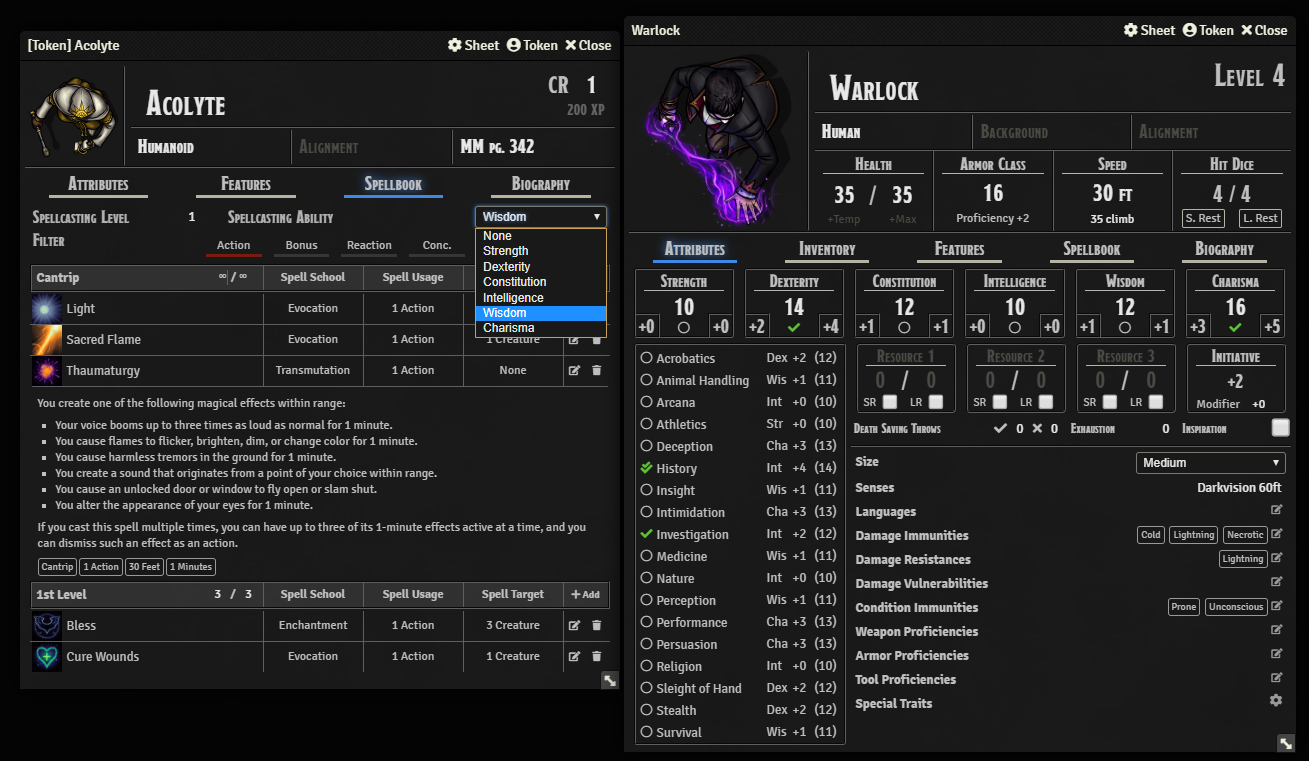 [Token] Acolyte
Sheet Token Close
Acolyte
CR 1
200 XP
Humanoid
Alignment
MM pg. 342
Attributes Features Spellbook Biography
Spellcasting Level 1 Spellcasting Ability Wisdom
None
Strength
Dexterity
Constitution
Intelligence
Wisdom
Charisma
Filter Action Bonus Reaction Conc.
Cantrip ∞ / ∞ Spell School Spell Usage
Light Evocation 1 Action
Sacred Flame Evocation 1 Action 1 Creature
Thaumaturgy Transmutation 1 Action None
You create one of the following magical effects within range:
▪ Your voice booms up to three times as loud as normal for 1 minute.
▪ You cause flames to flicker, brighten, dim, or change color for 1 minute.
▪ You cause harmless tremors in the ground for 1 minute.
▪ You create a sound that originates from a point of your choice within range.
▪ You cause an unlocked door or window to fly open or slam shut.
▪ You alter the appearance of your eyes for 1 minute.
If you cast this spell multiple times, you can have up to three of its 1-minute effects active at a time, and you
can dismiss such an effect as an action.
Cantrip 1 Action 30 Feet 1 Minutes
1st Level 3 / 3 Spell School Spell Usage Spell Target + Add
Bless Enchantment 1 Action 3 Creature
Cure Wounds Evocation 1 Action 1 Creature
Warlock
Sheet Token Close
Warlock
Level 4
Human
Background
Alignment
Health Armor Class Speed Hit Dice
35 / 35 16 30 ft 4 / 4
+Temp +Max Proficiency +2 35 climb S. Rest L. Rest
Attributes Inventory Features Spellbook Biography
Strength Dexterity Constitution Intelligence Wisdom Charisma
10 14 12 10 12 16
+0 +0 +2 +4 +1 +1 +0 +0 +1 +1 +3 +5
Acrobatics Dex +2 (12)
Animal Handling Wis +1 (11)
Arcana Int +0 (10)
Athletics Str +0 (10)
Deception Cha +3 (13)
History Int +4 (14)
Insight Wis +1 (11)
Intimidation Cha +3 (13)
Investigation Int +2 (12)
Medicine Wis +1 (11)
Nature Int +0 (10)
Perception Wis +1 (11)
Performance Cha +3 (13)
Persuasion Cha +3 (13)
Religion Int +0 (10)
Sleight of Hand Dex +2 (12)
Stealth Dex +2 (12)
Survival Wis +1 (11)
Resource 1 Resource 2 Resource 3 Initiative
0 / 0 0 / 0 0 / 0 +2
SR LR SR LR SR LR Modifier +0
Death Saving Throws 0 0 Exhaustion 0 Inspiration
Size Medium
Senses Darkvision 60ft
Languages
Damage Immunities Cold Lightning Necrotic
Damage Resistances Lightning
Damage Vulnerabilities
Condition Immunities Prone Unconscious
Weapon Proficiencies
Armor Proficiencies
Tool Proficiencies
Special Traits